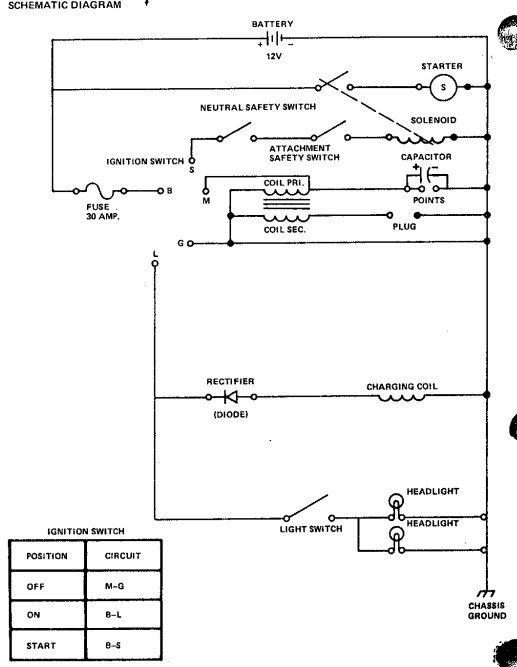 SCHEMATIC DIAGRAM
BATTERY
+ –
12V
STARTER
S
NEUTRAL SAFETY SWITCH
SOLENOID
ATTACHMENT
SAFETY SWITCH
IGNITION SWITCH
S
CAPACITOR
+ –
B
M
COIL PRI.
POINTS
FUSE
30 AMP.
COIL SEC.
PLUG
G
L
RECTIFIER
(DIODE)
CHARGING COIL
HEADLIGHT
LIGHT SWITCH
HEADLIGHT
IGNITION SWITCH
POSITION CIRCUIT
OFF M–G
ON B–L
START B–S
CHASSIS
GROUND